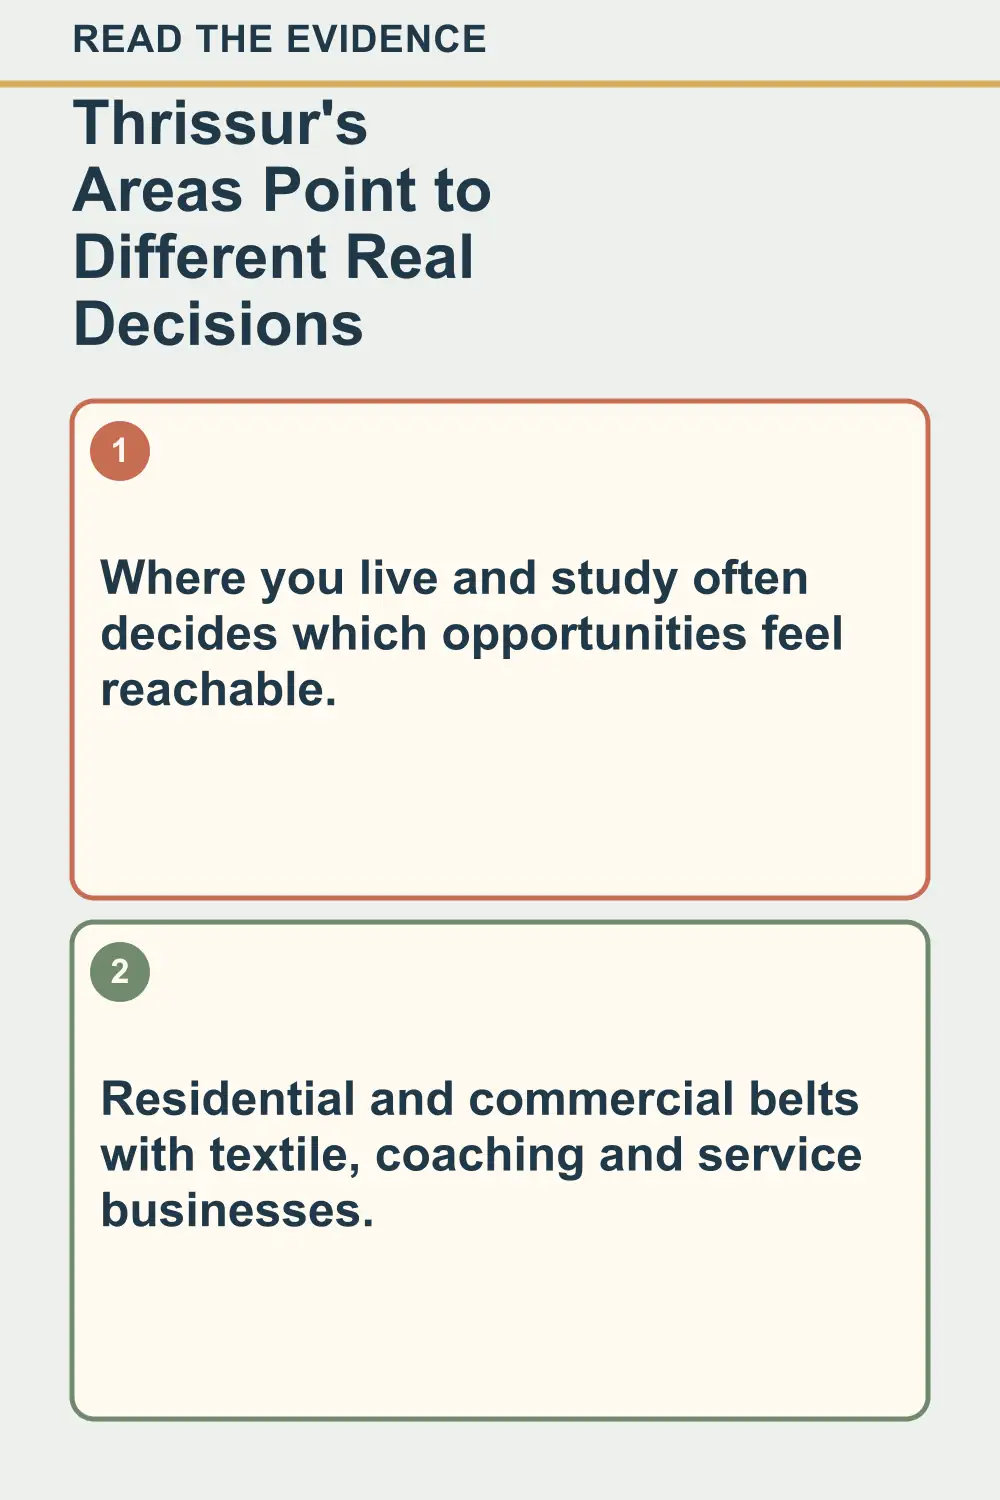 READ THE EVIDENCE
Thrissur's
Areas Point to
Different Real
Decisions
1
Where you live and study often
decides which opportunities feel
reachable.
2
Residential and commercial belts
with textile, coaching and service
businesses.